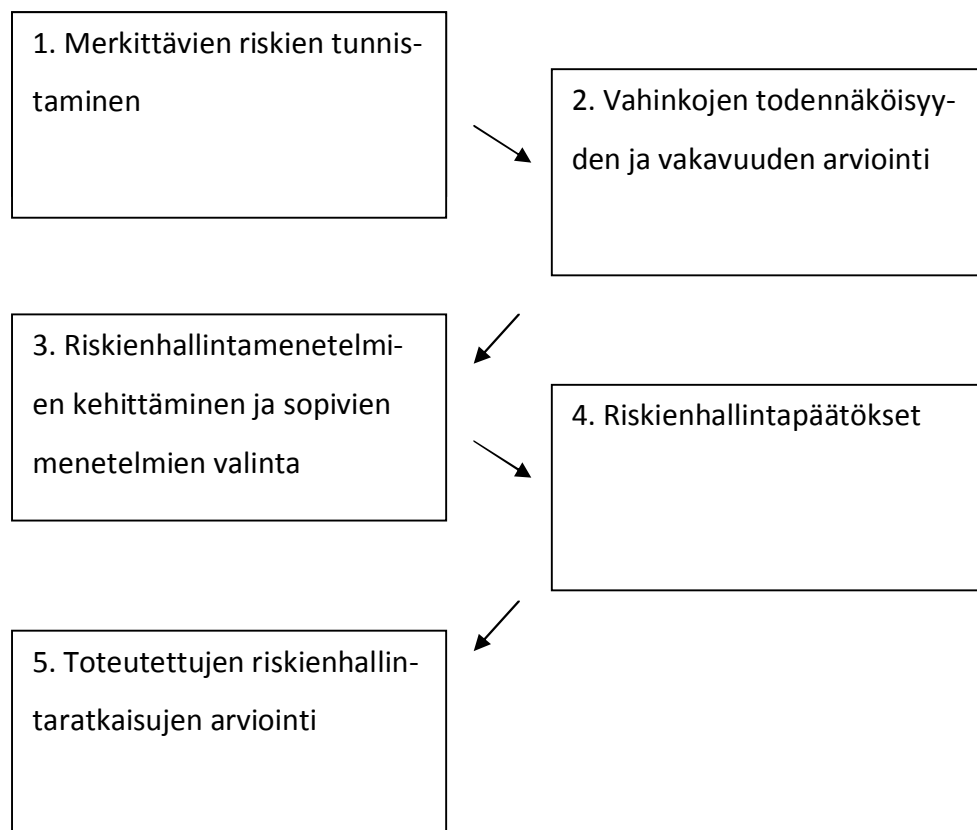 1. Merkittävien riskien tunnis-
taminen
2. Vahinkojen todennäköisyy-
den ja vakavuuden arviointi
3. Riskienhallintamenetelmi-
en kehittäminen ja sopivien
menetelmien valinta
4. Riskienhallintapäätökset
5. Toteutettujen riskienhallin-
taratkaisujen arviointi